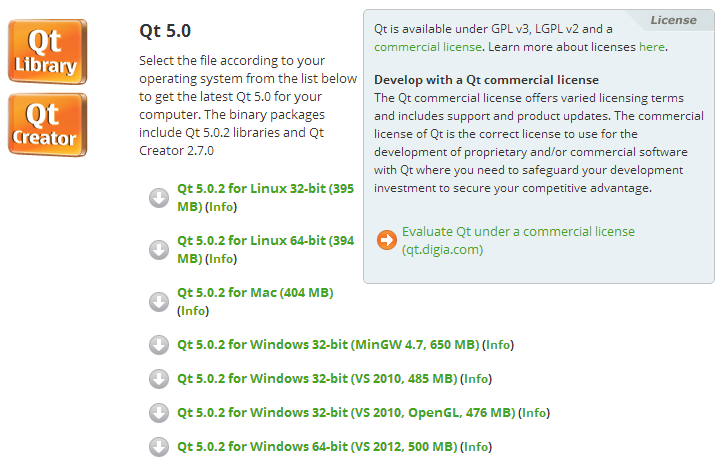 Qt
Library
Qt
Creator
Qt 5.0
Select the file according to your
operating system from the list below
to get the latest Qt 5.0 for your
computer. The binary packages
include Qt 5.0.2 libraries and Qt
Creator 2.7.0
Qt 5.0.2 for Linux 32-bit (395
MB) (Info)
Qt 5.0.2 for Linux 64-bit (394
MB) (Info)
Qt 5.0.2 for Mac (404 MB)
(Info)
Qt 5.0.2 for Windows 32-bit (MinGW 4.7, 650 MB) (Info)
Qt 5.0.2 for Windows 32-bit (VS 2010, 485 MB) (Info)
Qt 5.0.2 for Windows 32-bit (VS 2010, OpenGL, 476 MB) (Info)
Qt 5.0.2 for Windows 64-bit (VS 2012, 500 MB) (Info)
License
Qt is available under GPL v3, LGPL v2 and a
commercial license. Learn more about licenses here.
Develop with a Qt commercial license
The Qt commercial license offers varied licensing terms
and includes support and product updates. The commercial
license of Qt is the correct license to use for the
development of proprietary and/or commercial software
with Qt where you need to safeguard your development
investment to secure your competitive advantage.
Evaluate Qt under a commercial license
(qt.digia.com)